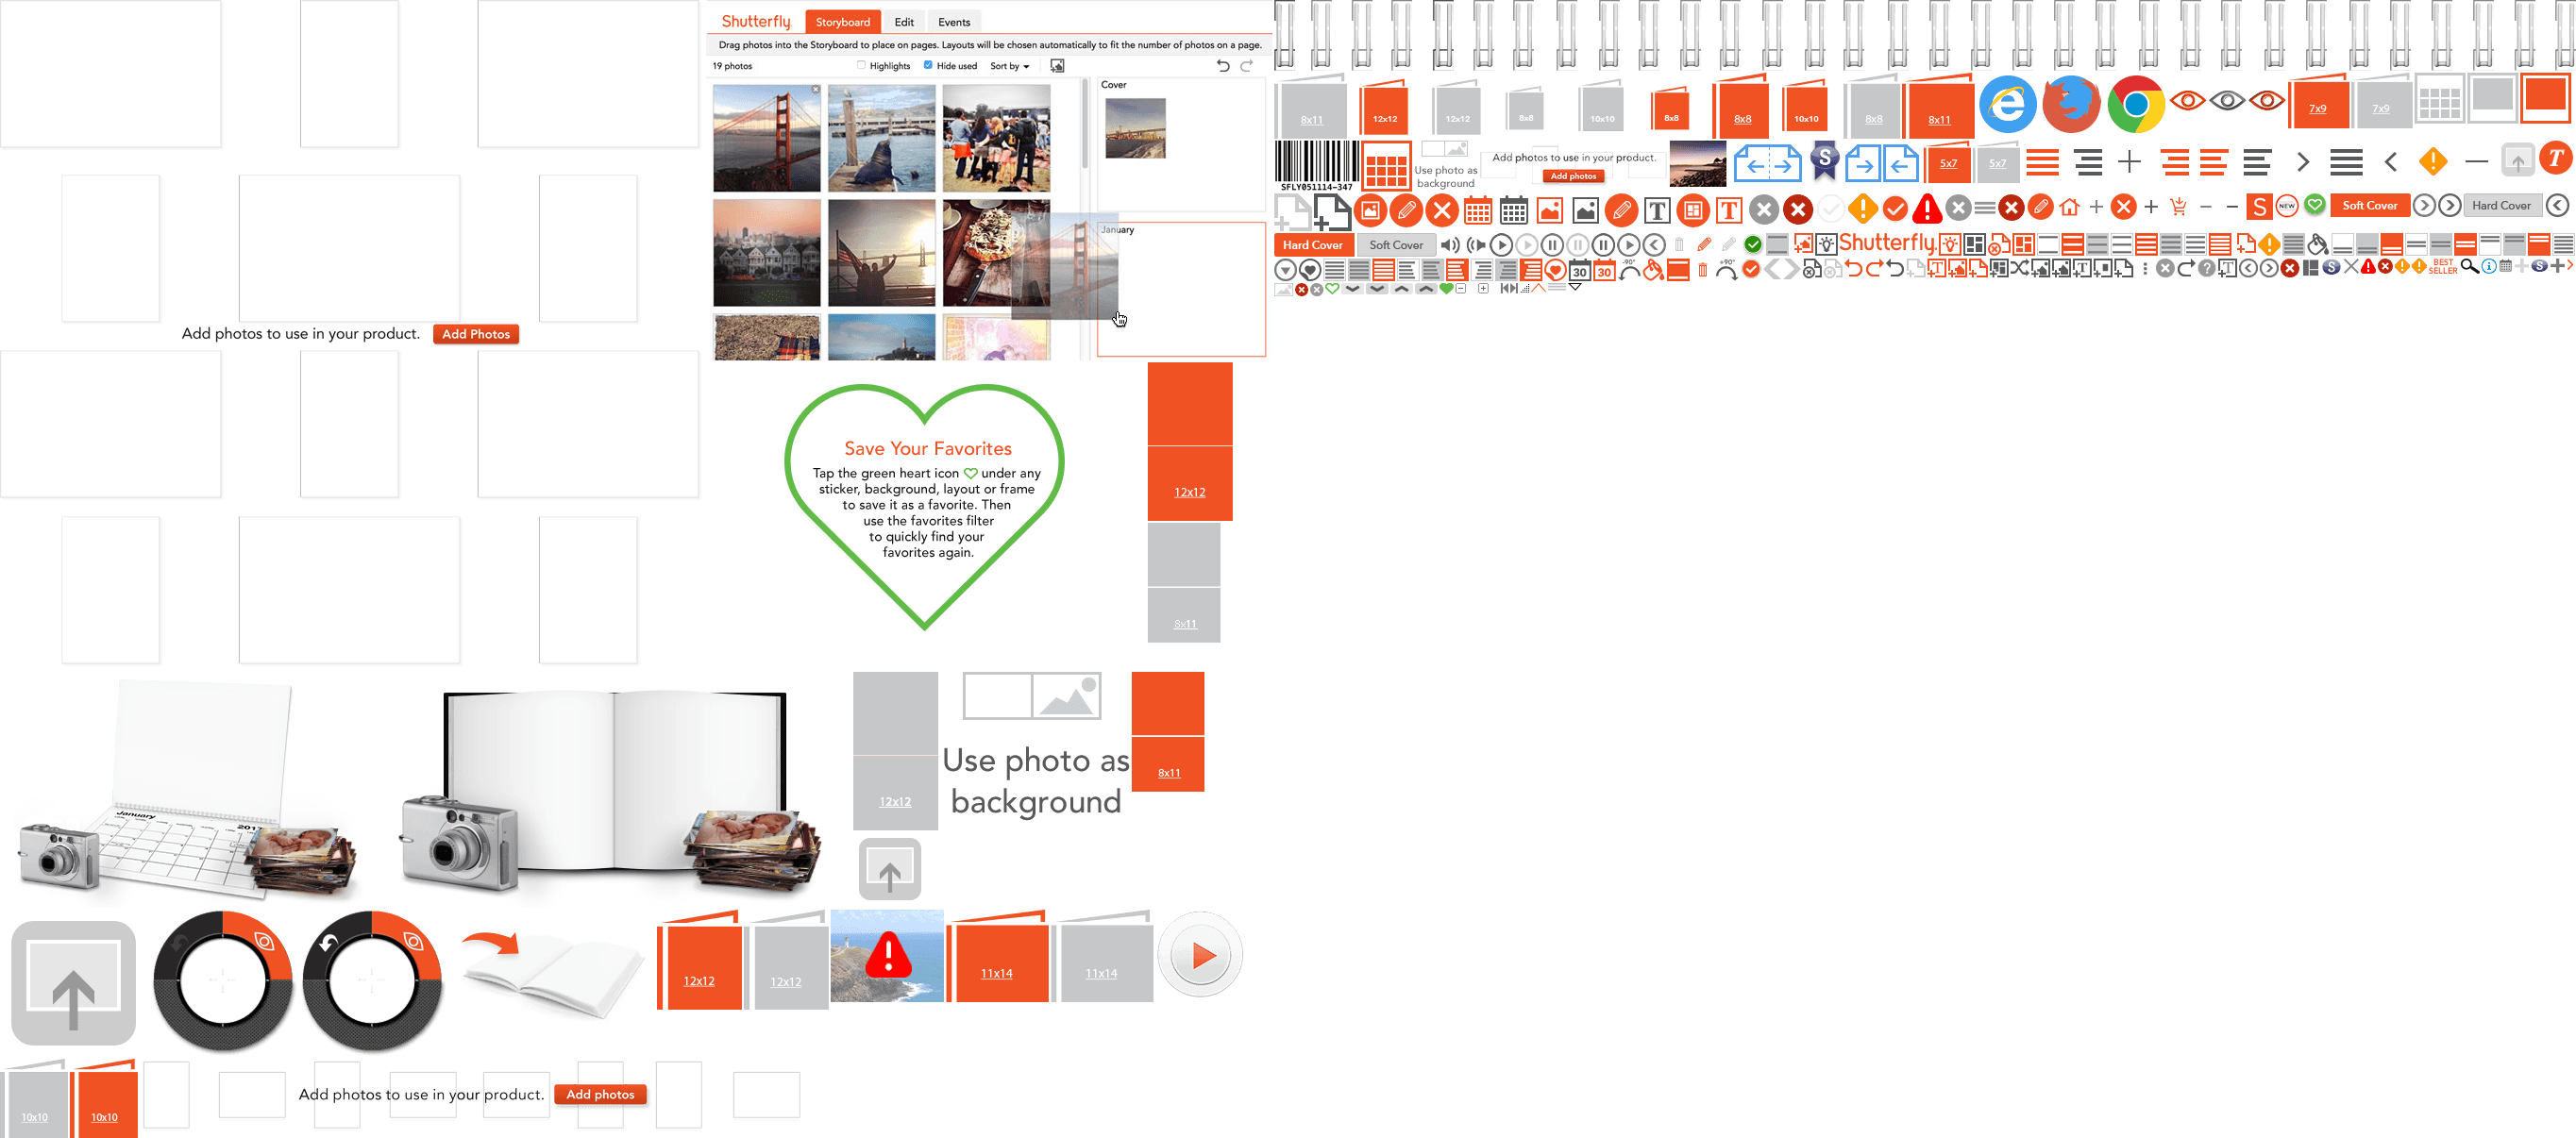 Shutterfly.
Storyboard
Edit
Events
Drag photos into the Storyboard to place on pages. Layouts will be chosen automatically to fit the number of photos on a page.
19 photos
Highlights
Hide used
Sort by
Cover
January
Add photos to use in your product.
Add Photos
Save Your Favorites
Tap the green heart icon under any
sticker, background, layout or frame
to save it as a favorite. Then
use the favorites filter
to quickly find your
favorites again.
12x12
8x11
12x12
Use photo as
background
8x11
January
12x12
12x12
11x14
11x14
10x10
10x10
Add photos to use in your product.
Add photos
8x11
12x12
12x12
8x8
10x10
8x8
8x8
10x10
8x8
8x11
7x9
7x9
SFLY051114-347
Use photo as
background
Add photos to use in your product.
Add photos
S
5x7
5x7
T
T
T
S
NEW
Soft Cover
Hard Cover
Hard Cover
Soft Cover
Shutterfly.
30
30
-90°
+90°
BEST
SELLER